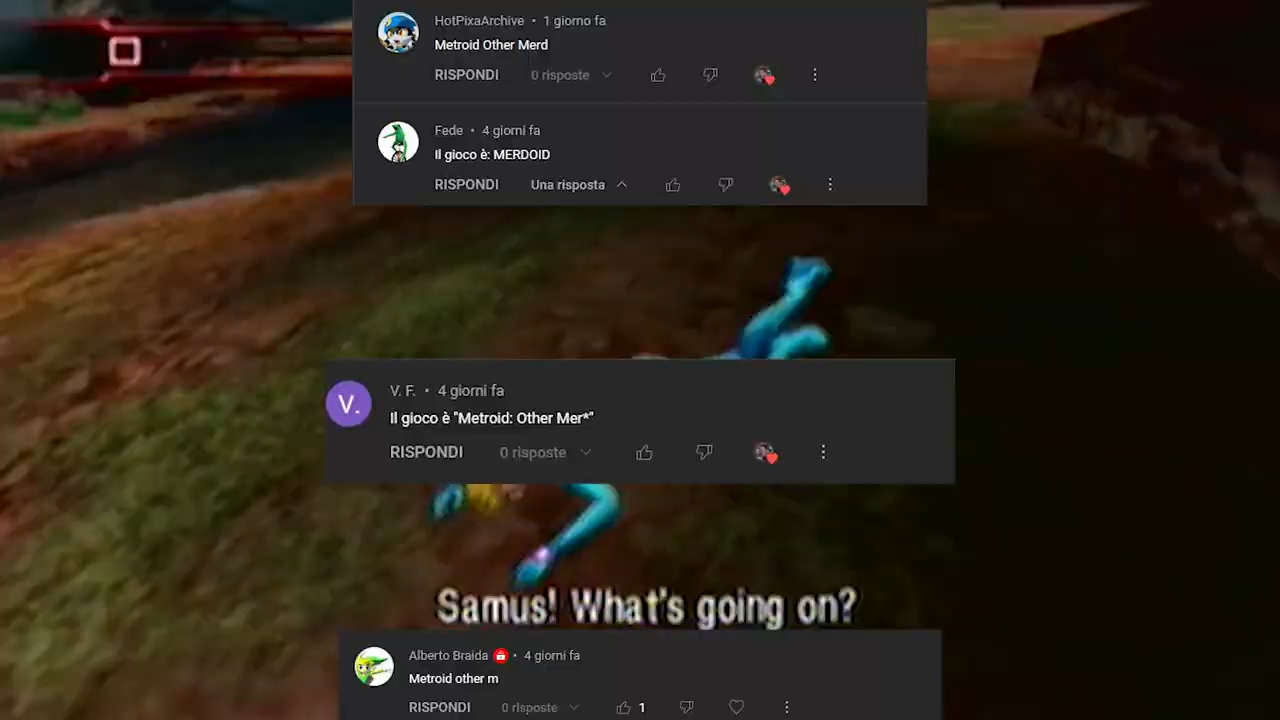 HotPixaArchive • 1 giorno fa
Metroid Other Merd
RISPONDI 0 risposte
Fede • 4 giorni fa
Il gioco è: MERDOID
RISPONDI Una risposta
V.
V. F. • 4 giorni fa
Il gioco è "Metroid: Other Mer*"
RISPONDI 0 risposte
Samus! What's going on?
Alberto Braida • 4 giorni fa
Metroid other m
RISPONDI 0 risposte 1